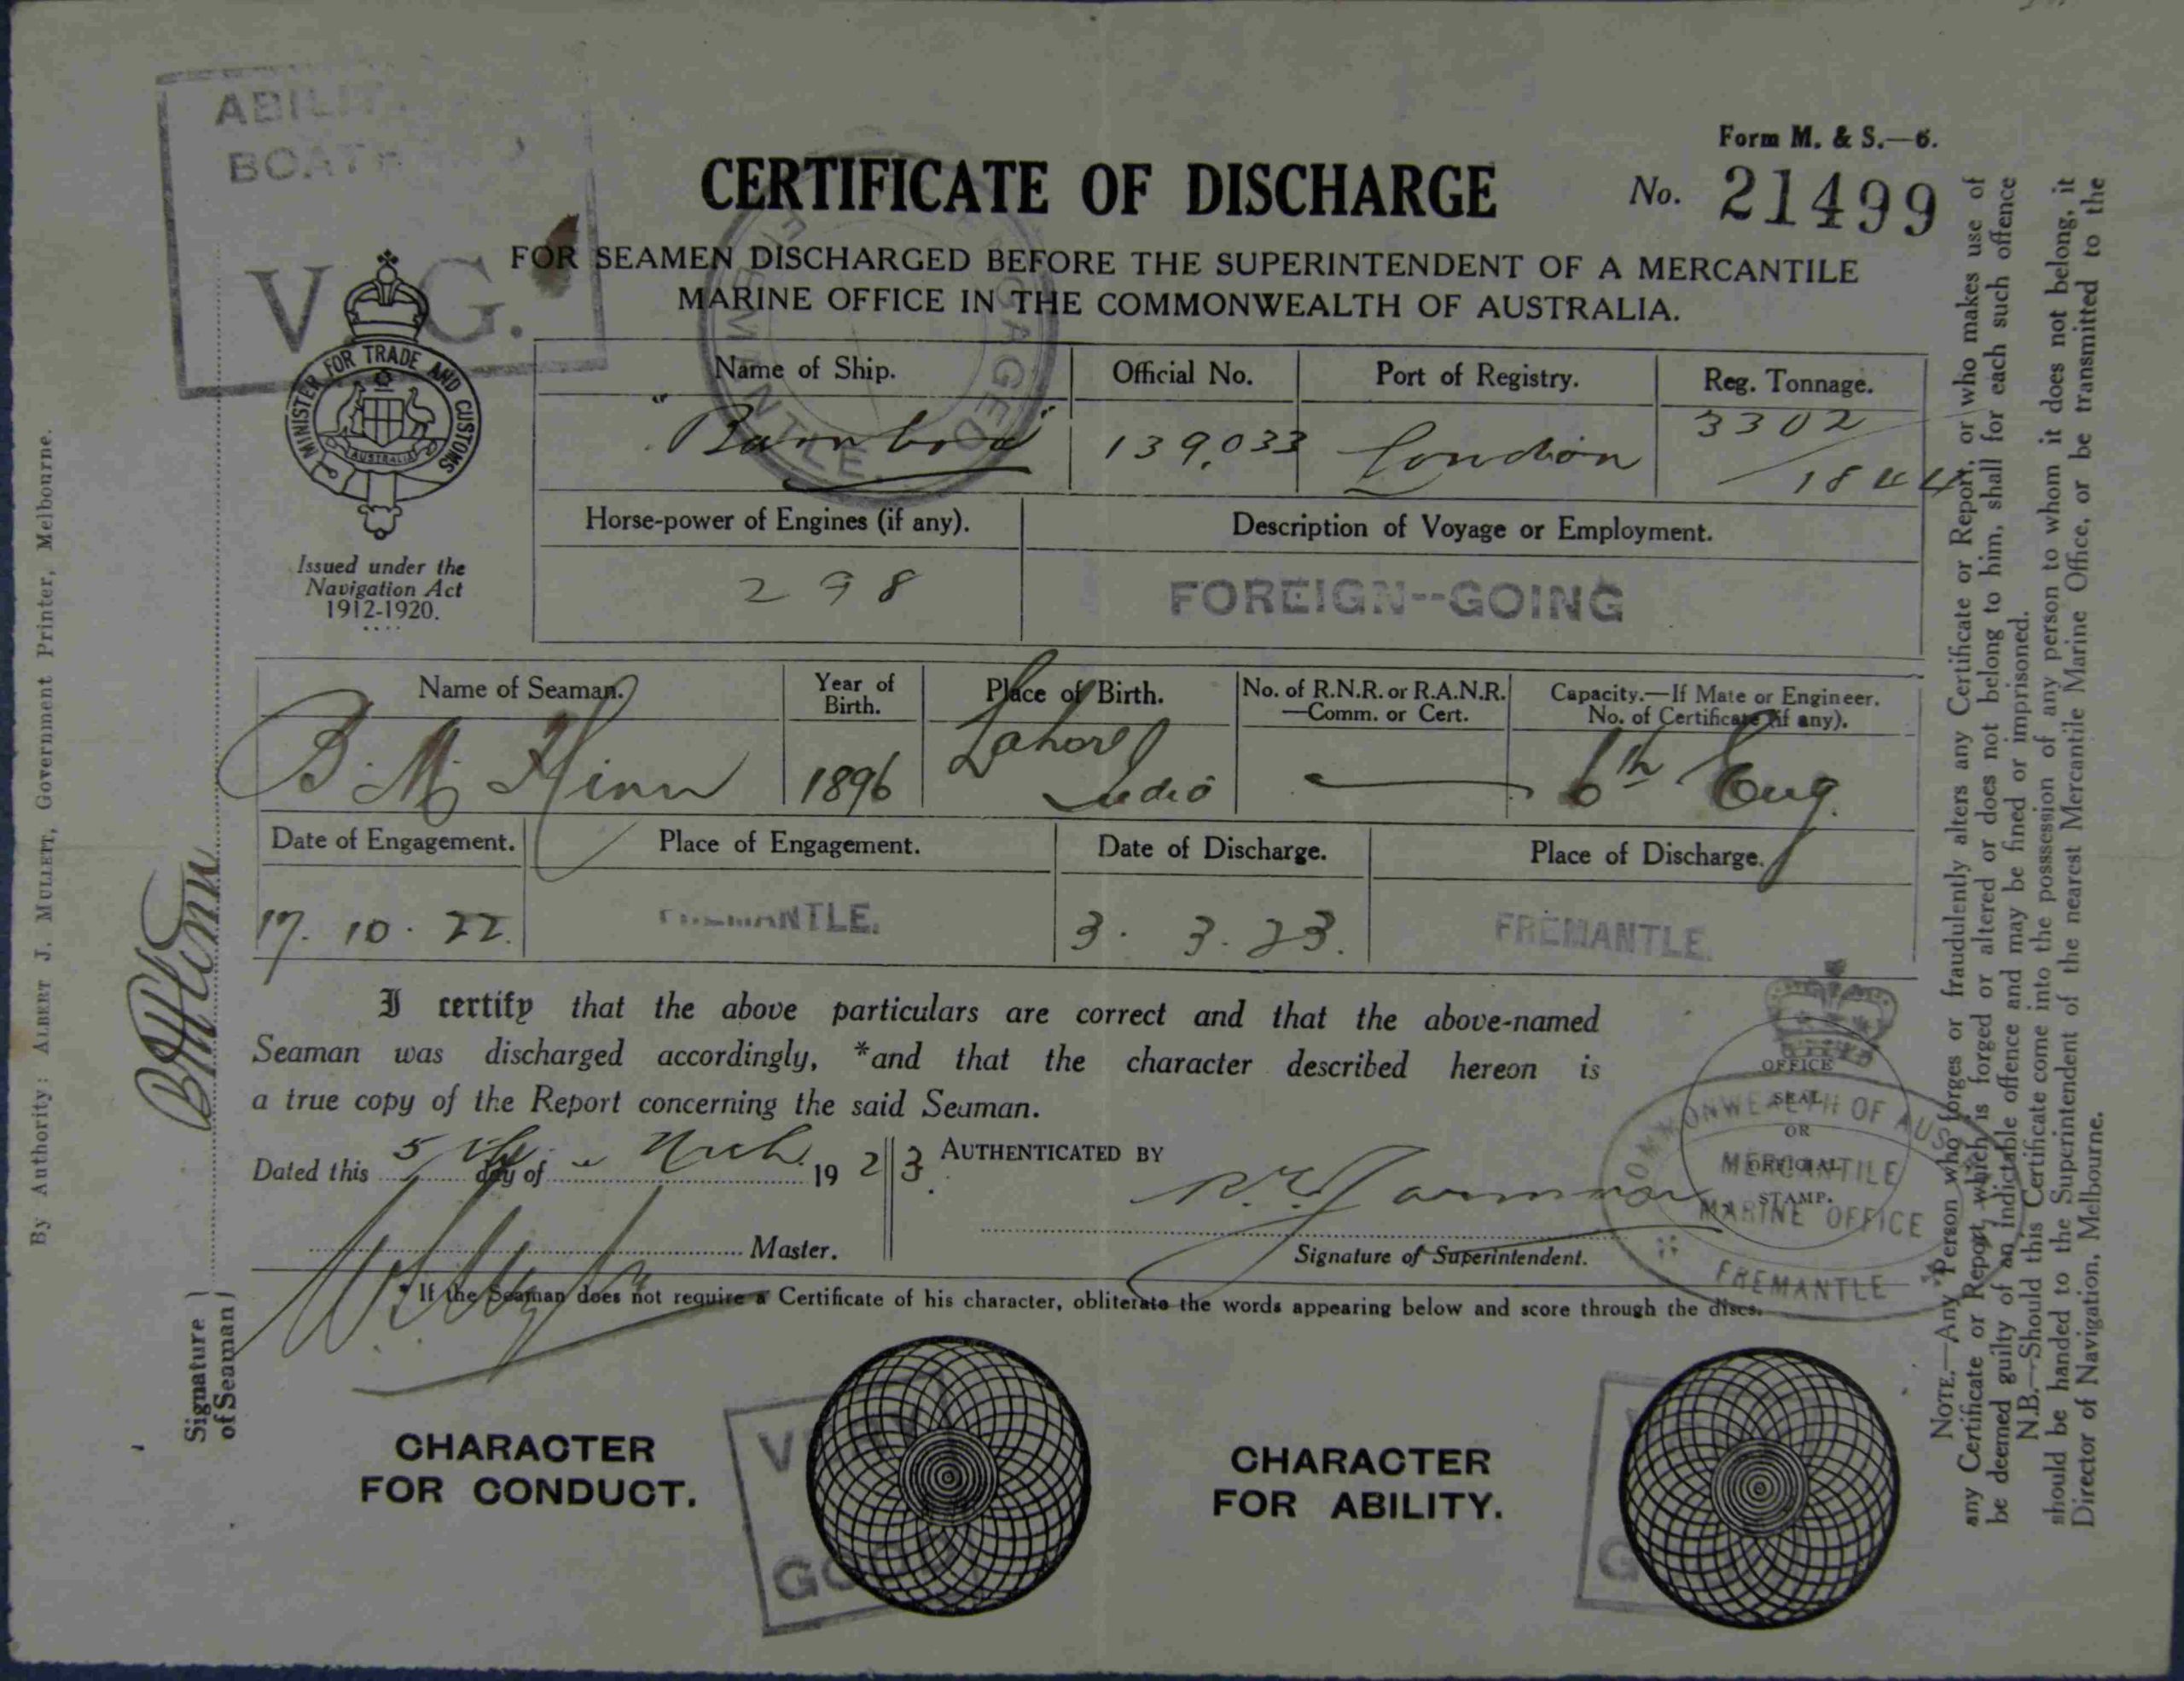 ABILIT
BOAT
V. G.
Form M. & S.—6.
CERTIFICATE OF DISCHARGE
No. 21499
FOR SEAMEN DISCHARGED BEFORE THE SUPERINTENDENT OF A MERCANTILE
MARINE OFFICE IN THE COMMONWEALTH OF AUSTRALIA.
ENGAGED
FREMANTLE.
MINISTER FOR TRADE AND CUSTOMS
AUSTRALIA
Issued under the
Navigation Act
1912-1920.
Name of Ship. Official No. Port of Registry. Reg. Tonnage.
"Bambra" 139,033 London 3302
1844
Horse-power of Engines (if any). Description of Voyage or Employment.
298 FOREIGN--GOING
Name of Seaman. Year of Birth. Place of Birth. No. of R.N.R. or R.A.N.R. —Comm. or Cert. Capacity.—If Mate or Engineer. No. of Certificate (if any).
B. M. 1896 Lahore India 6th Eng.
Date of Engagement. Place of Engagement. Date of Discharge. Place of Discharge.
17. 10. 22. FREMANTLE. 3. 3. 23. FREMANTLE.
I certify that the above particulars are correct and that the above-named
Seaman was discharged accordingly, *and that the character described hereon is
a true copy of the Report concerning the said Seaman.
Dated this 5th day of March 1923.
AUTHENTICATED BY
Master.
Signature of Superintendent.
OFFICE
SEAL
OR
OFFICIAL
STAMP.
COMMONWEALTH OF AUS
MERCANTILE
MARINE OFFICE
FREMANTLE
* If the Seaman does not require a Certificate of his character, obliterate the words appearing below and score through the discs.
CHARACTER
FOR CONDUCT.
V
GO
CHARACTER
FOR ABILITY.
G
Signature
of Seaman
By Authority: ALBERT J. MULLETT, Government Printer, Melbourne.
NOTE.—Any Person who forges or fraudulently alters any Certificate or Report, or who makes use of
any Certificate or Report which is forged or altered or does not belong to him, shall for each such offence
be deemed guilty of an indictable offence and may be fined or imprisoned.
N.B.—Should this Certificate come into the possession of any person to whom it does not belong, it
should be handed to the Superintendent of the nearest Mercantile Marine Office, or be transmitted to the
Director of Navigation, Melbourne.